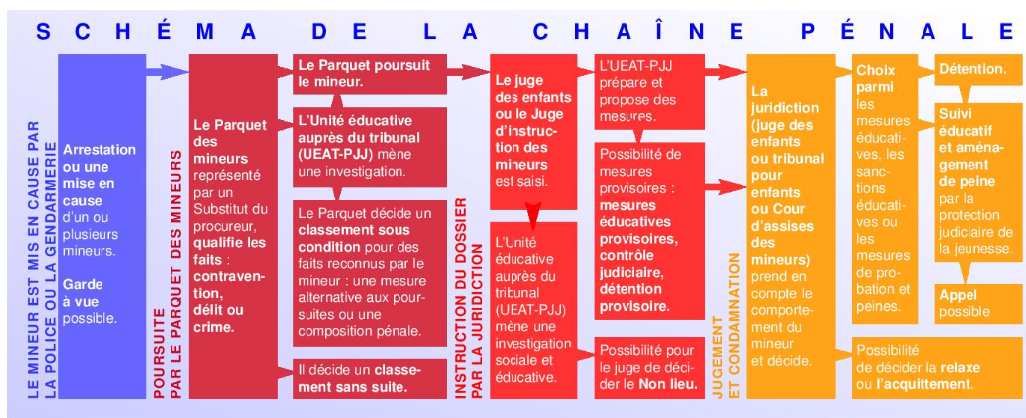 SCHÉMA DE LA CHAÎNE PÉNALE
LE MINEUR EST MIS EN CAUSE PAR
LA POLICE OU LA GENDARMERIE
Arrestation
ou une
mise en
cause
d'un ou
plusieurs
mineurs.
Garde
à vue
possible.
POURSUITE
PAR LE PARQUET DES MINEURS
Le Parquet
des
mineurs
représenté
par un
Substitut du
procureur,
qualifie les
faits :
contraven-
tion,
délit ou
crime.
Le Parquet poursuit
le mineur.
L'Unité éducative
auprès du tribunal
(UEAT-PJJ) mène
une investigation.
Le Parquet décide un
classement sous
condition pour des
faits reconnus par le
mineur : une mesure
alternative aux pour-
suites ou une
composition pénale.
Il décide un classe-
ment sans suite.
INSTRUCTION DU DOSSIER
PAR LA JURIDICTION
Le juge
des enfants
ou le Juge
d'instruc-
tion des
mineurs
est saisi.
L'Unité
éducative
auprès du
tribunal
(UEAT-PJJ)
mène une
investigation
sociale et
éducative.
L'UEAT-PJJ
prépare et
propose des
mesures.
Possibilité de
mesures
provisoires :
mesures
éducatives
provisoires,
contrôle
judiciaire,
détention
provisoire.
Possibilité pour
le juge de déci-
der le Non lieu.
JUGEMENT
ET CONDAMNATION
La
juridiction
(juge des
enfants
ou tribunal
pour
enfants
ou Cour
d'assises
des
mineurs)
prend en
compte le
comporte-
ment du
mineur
et décide.
Choix
parmi
les
mesures
éducati-
ves, les
sanc-
tions
éducati-
ves ou
les
mesures
de pro-
bation et
peines.
Détention.
Suivi
éducatif
et aména-
gement
de peine
par la
protection
judiciaire de
la jeunesse.
Appel
possible
Possibilité
de décider la relaxe
ou l'acquittement.